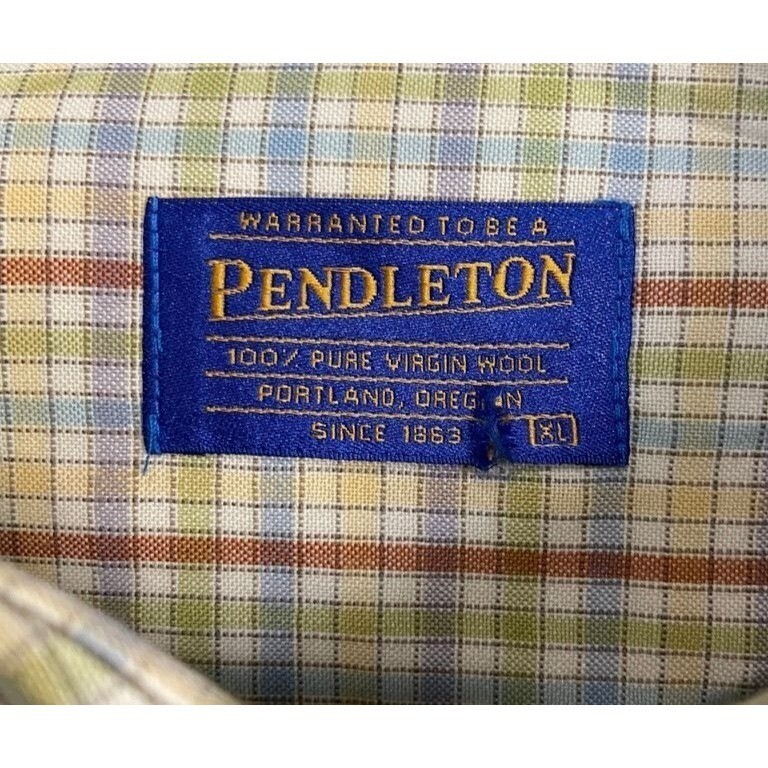 WARRANTED TO BE A
PENDLETON
100% PURE VIRGIN WOOL
PORTLAND,
SINCE 1863 XL